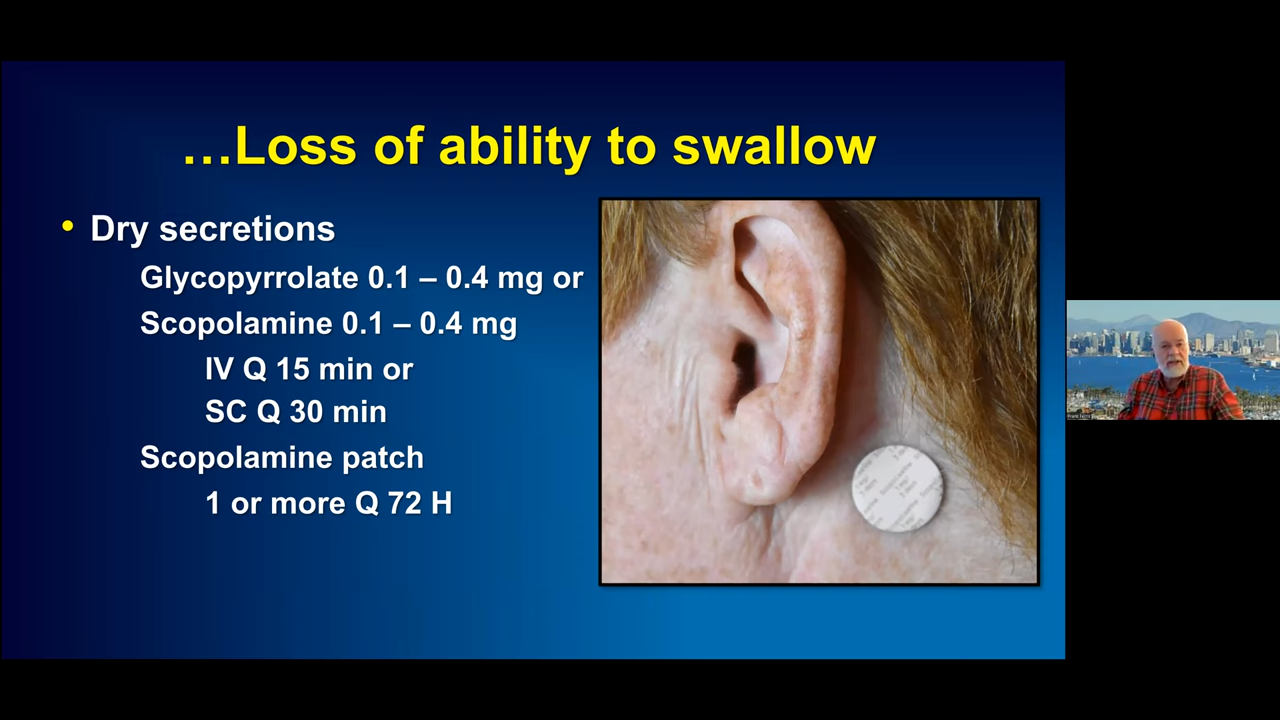 …Loss of ability to swallow
• Dry secretions
Glycopyrrolate 0.1 – 0.4 mg or
Scopolamine 0.1 – 0.4 mg
IV Q 15 min or
SC Q 30 min
Scopolamine patch
1 or more Q 72 H